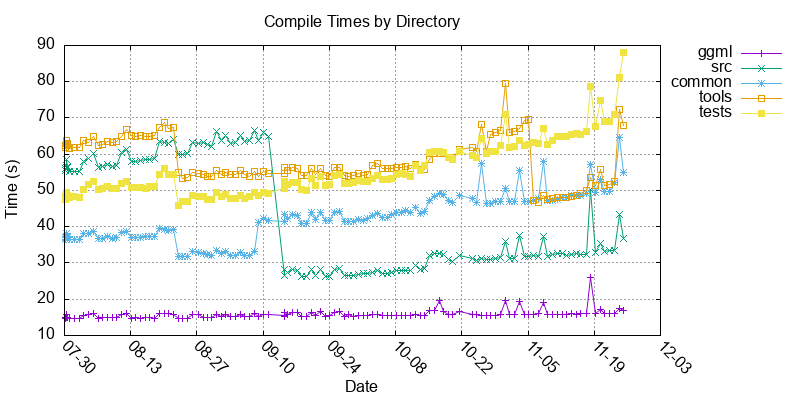 Compile Times by Directory
ggml
src
common
tools
tests
90
80
70
60
50
40
30
20
10
Time (s)
07-30
08-13
08-27
09-10
09-24
10-08
10-22
11-05
11-19
12-03
Date